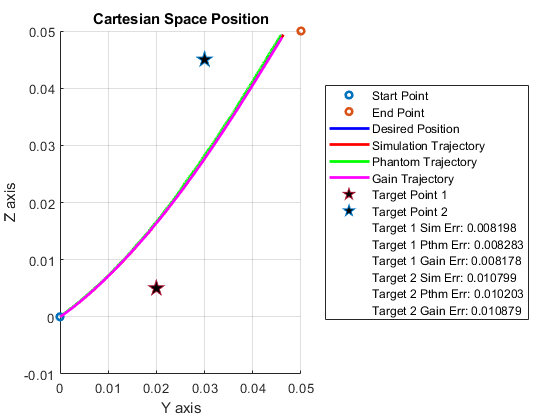 Cartesian Space Position
0.05
0.04
0.03
0.02
0.01
0
-0.01
Z axis
0
0.01
0.02
0.03
0.04
0.05
Y axis
Start Point
End Point
Desired Position
Simulation Trajectory
Phantom Trajectory
Gain Trajectory
Target Point 1
Target Point 2
Target 1 Sim Err: 0.008198
Target 1 Pthm Err: 0.008283
Target 1 Gain Err: 0.008178
Target 2 Sim Err: 0.010799
Target 2 Pthm Err: 0.010203
Target 2 Gain Err: 0.010879